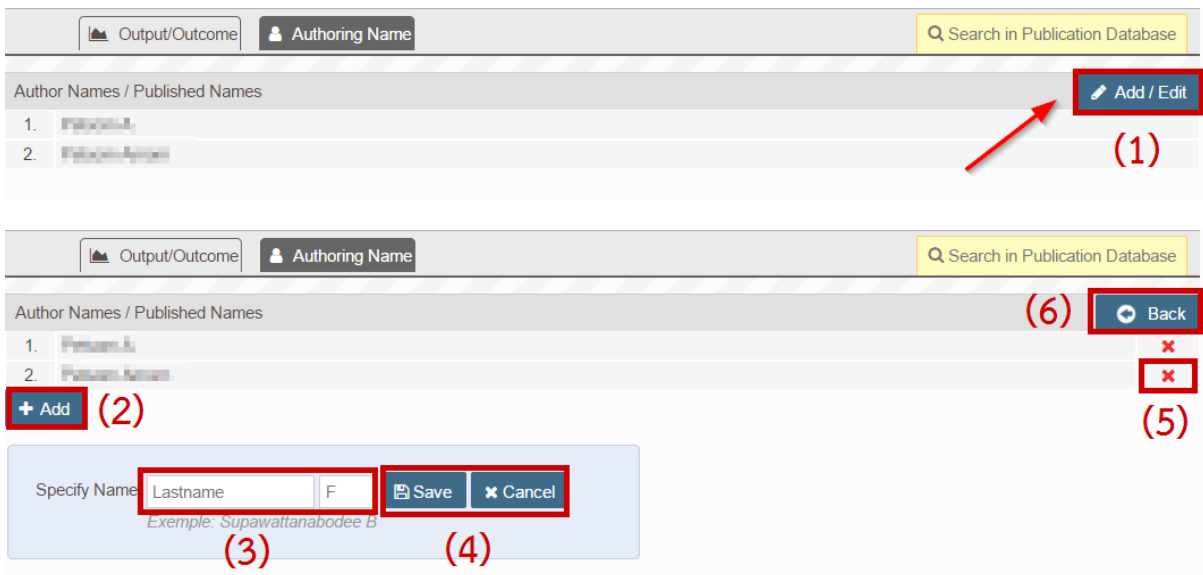 Output/Outcome Authoring Name Search in Publication Database
Author Names / Published Names Add / Edit
1.
2.
(1)
Output/Outcome Authoring Name Search in Publication Database
Author Names / Published Names (6) Back
1.
2.
+ Add (2) (5)
Specify Name Lastname F Save Cancel
Exemple: Supawattanabodee B
(3) (4)